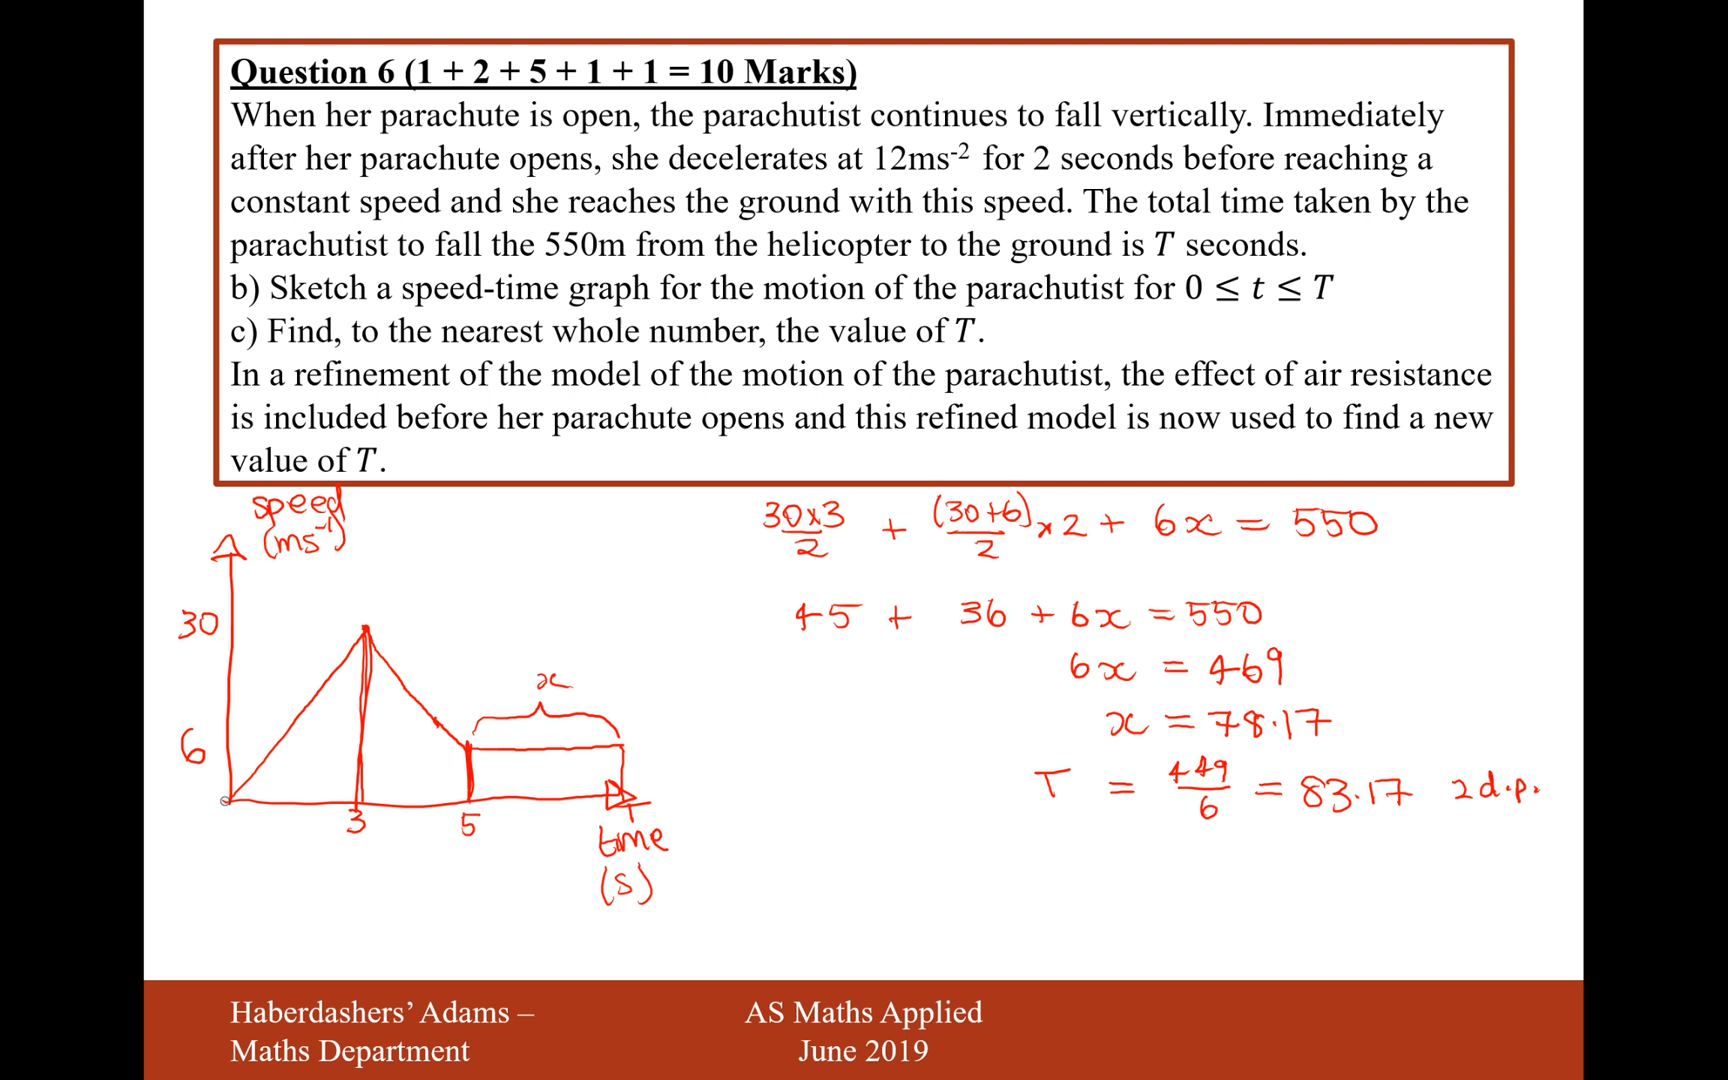 Question 6 (1 + 2 + 5 + 1 + 1 = 10 Marks)
When her parachute is open, the parachutist continues to fall vertically. Immediately
after her parachute opens, she decelerates at 12ms⁻² for 2 seconds before reaching a
constant speed and she reaches the ground with this speed. The total time taken by the
parachutist to fall the 550m from the helicopter to the ground is T seconds.
b) Sketch a speed-time graph for the motion of the parachutist for 0 ≤ t ≤ T
c) Find, to the nearest whole number, the value of T.
In a refinement of the model of the motion of the parachutist, the effect of air resistance
is included before her parachute opens and this refined model is now used to find a new
value of T.
speed
(ms⁻¹)
30
6
x
3
5
T
time
(s)
30×3/2 + (30+6)/2 × 2 + 6x = 550
45 + 36 + 6x = 550
6x = 469
x = 78.17
T = 449/6 = 83.17 2 d.p.
Haberdashers’ Adams –
Maths Department
AS Maths Applied
June 2019